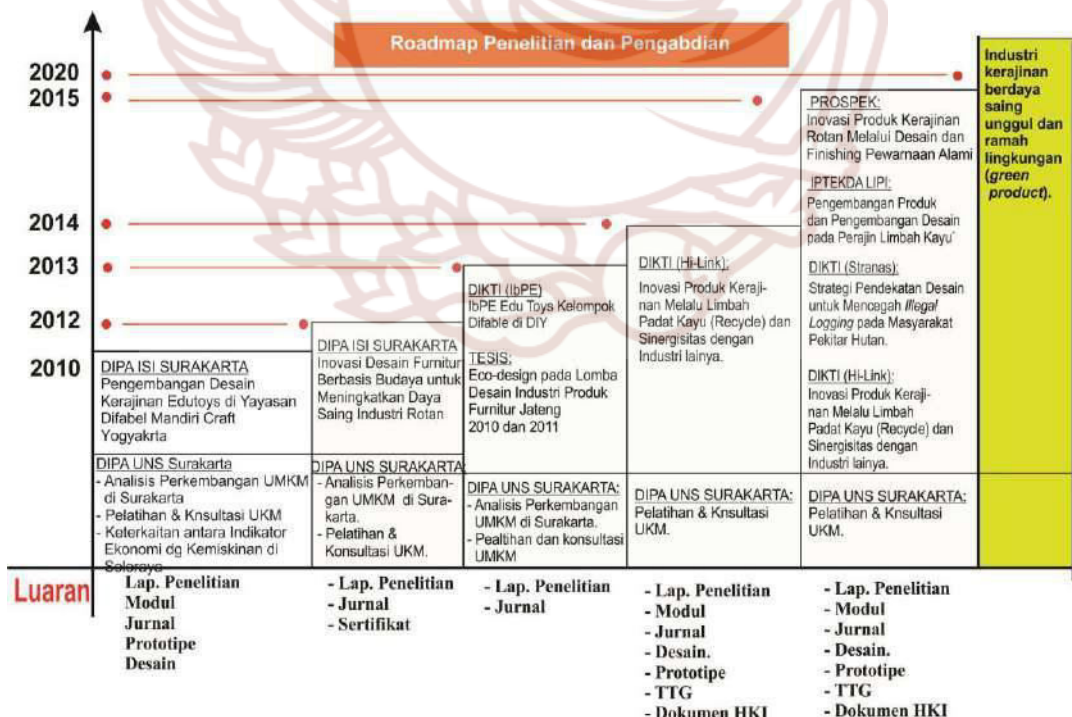 Roadmap Penelitian dan Pengabdian
2020
2015
2014
2013
2012
2010
DIPA ISI SURAKARTA
Pengembangan Desain
Kerajinan Edutoys di Yayasan
Difabel Mandiri Craft
Yogyakrta
DIPA UNS Surakarta
- Analisis Perkembangan UMKM
di Surakarta
- Pelatihan & Knsultasi UKM
- Keterkaitan antara Indikator
Ekonomi dg Kemiskinan di
Soloraya
DIPA ISI SURAKARTA
Inovasi Desain Furnitur
Berbasis Budaya untuk
Meningkatkan Daya
Saing Industri Rotan
DIPA UNS SURAKARTA:
- Analisis Perkemban-
gan UMKM di Sura-
karta.
- Pelatihan &
Konsultasi UKM.
DIKTI (IbPE)
IbPE Edu Toys Kelompok
Difable di DIY
TESIS:
Eco-design pada Lomba
Desain Industri Produk
Furnitur Jateng
2010 dan 2011
DIPA UNS SURAKARTA:
- Analisis Perkembangan
UMKM di Surakarta.
- Pealtihan dan konsultasi
UMKM
DIKTI (Hi-Link):
Inovasi Produk Keraji-
nan Melalu Limbah
Padat Kayu (Recycle) dan
Sinergisitas dengan
Industri lainya.
DIPA UNS SURAKARTA:
Pelatihan & Knsultasi
UKM.
PROSPEK:
Inovasi Produk Kerajinan
Rotan Melalui Desain dan
Finishing Pewarnaan Alami
IPTEKDA LIPI:
Pengembangan Produk
dan Pengembangan Desain
pada Perajin Limbah Kayu
DIKTI (Stranas):
Strategi Pendekatan Desain
untuk Mencegah Illegal
Logging pada Masyarakat
Pekitar Hutan.
DIKTI (Hi-Link):
Inovasi Produk Keraji-
nan Melalu Limbah
Padat Kayu (Recycle) dan
Sinergisitas dengan
Industri lainya.
DIPA UNS SURAKARTA:
Pelatihan & Knsultasi
UKM.
Industri
kerajinan
berdaya
saing
unggul dan
ramah
lingkungan
(green
product).
Luaran
Lap. Penelitian
Modul
Jurnal
Prototipe
Desain
- Lap. Penelitian
- Jurnal
- Sertifikat
- Lap. Penelitian
- Jurnal
- Lap. Penelitian
- Modul
- Jurnal
- Desain.
- Prototipe
- TTG
- Dokumen HKI
- Lap. Penelitian
- Modul
- Jurnal
- Desain.
- Prototipe
- TTG
- Dokumen HKI